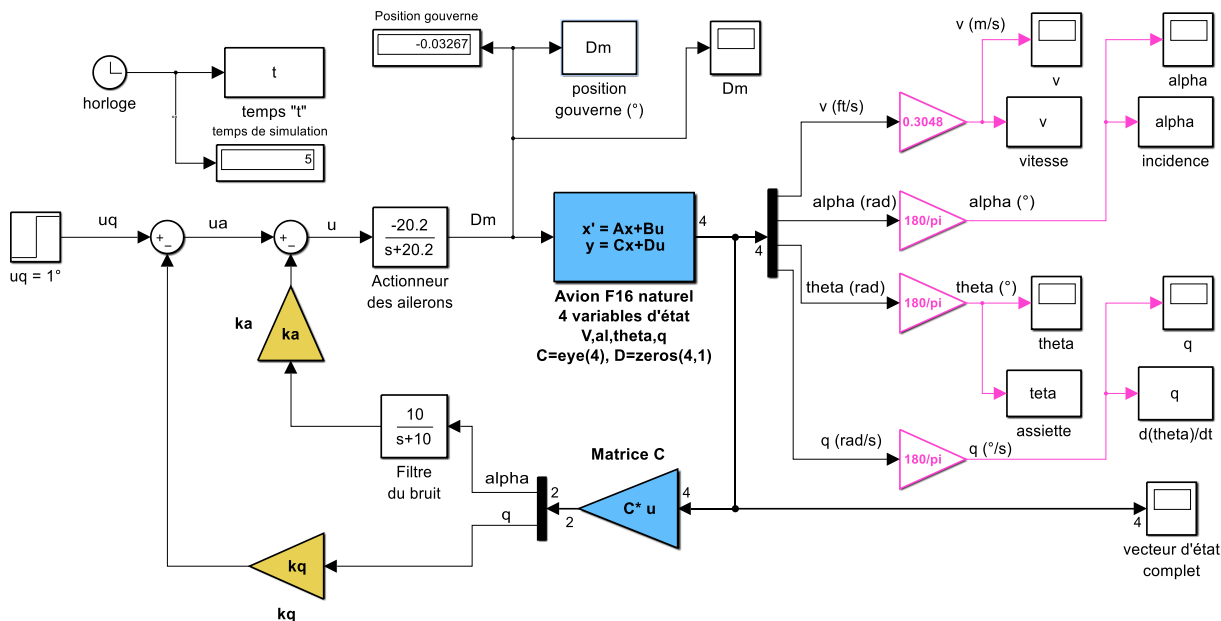 Position gouverne
-0.03267
Dm
position
gouverne (°)
Dm
horloge
t
temps "t"
temps de simulation
5
v (m/s)
v
alpha
v (ft/s)
0.3048
v
vitesse
alpha
incidence
alpha (rad)
180/pi
alpha (°)
uq = 1°
uq
+
−
ua
+
−
u
-20.2
s+20.2
Actionneur
des ailerons
Dm
x' = Ax+Bu
y = Cx+Du
4
Avion F16 naturel
4 variables d'état
V,al,theta,q
C=eye(4), D=zeros(4,1)
4
theta (rad)
180/pi
theta (°)
theta
q
teta
assiette
q
d(theta)/dt
q (rad/s)
180/pi
q (°/s)
ka
ka
10
s+10
Filtre
du bruit
alpha
q
2
2
Matrice C
C* u
4
4
vecteur d'état
complet
kq
kq